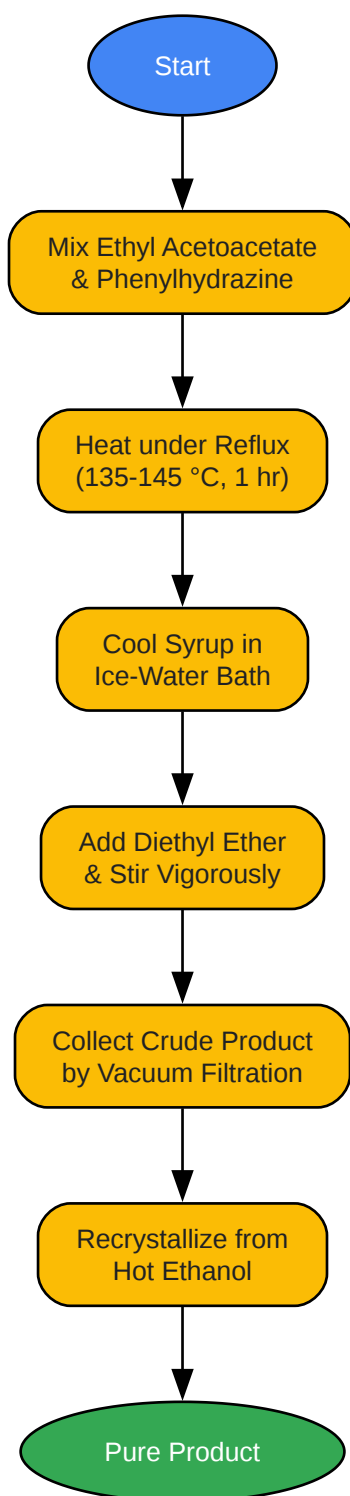 Start
Mix Ethyl Acetoacetate
& Phenylhydrazine
Heat under Reflux
(135-145 °C, 1 hr)
Cool Syrup in
Ice-Water Bath
Add Diethyl Ether
& Stir Vigorously
Collect Crude Product
by Vacuum Filtration
Recrystallize from
Hot Ethanol
Pure Product